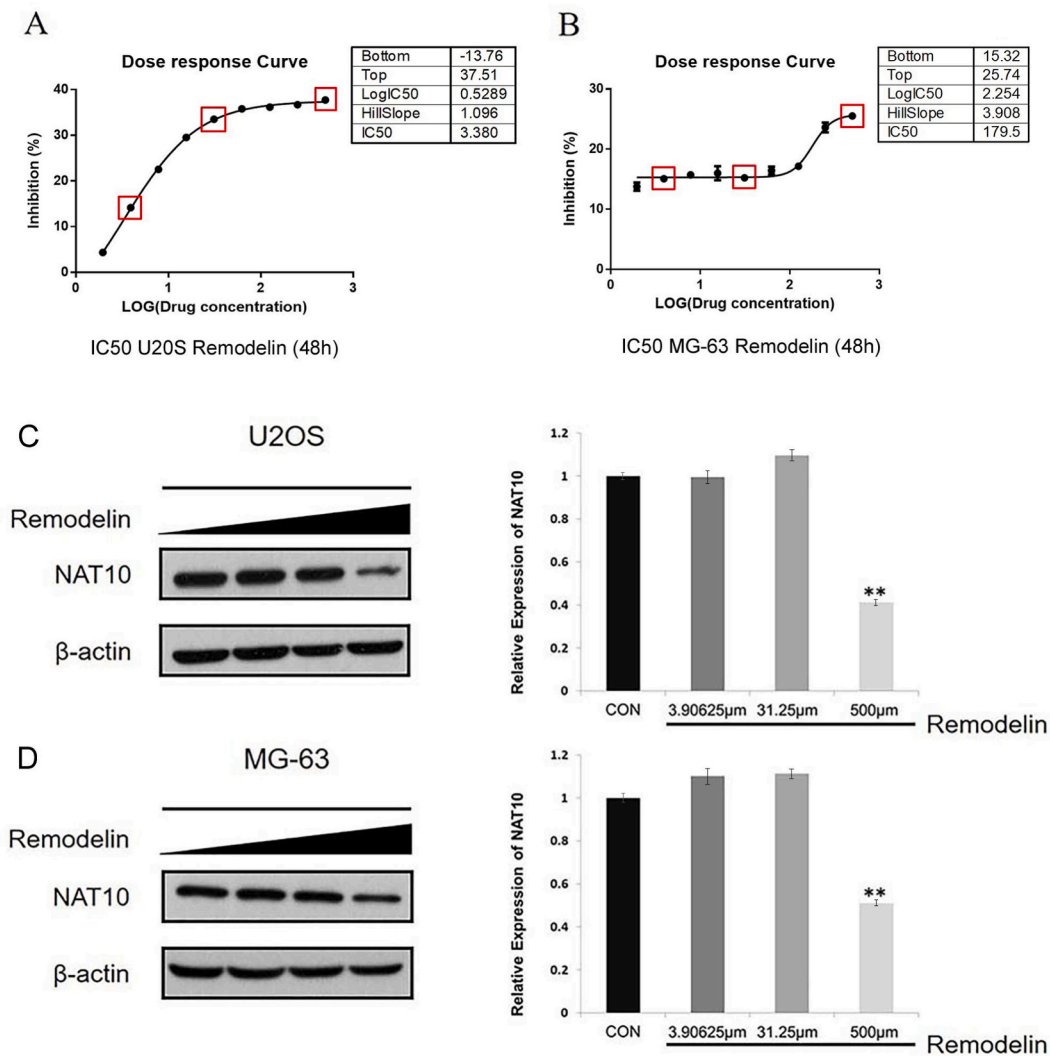 A
Dose response Curve
Bottom -13.76
Top 37.51
LogIC50 0.5289
HillSlope 1.096
IC50 3.380
Inhibition (%)
40
30
20
10
0
0 1 2 3
LOG(Drug concentration)
IC50 U20S Remodelin (48h)
B
Dose response Curve
Bottom 15.32
Top 25.74
LogIC50 2.254
HillSlope 3.908
IC50 179.5
Inhibition (%)
30
20
10
0
0 1 2 3
LOG(Drug concentration)
IC50 MG-63 Remodelin (48h)
C
U2OS
Remodelin
NAT10
β-actin
Relative Expression of NAT10
1.2
1
0.8
0.6
0.4
0.2
0
**
CON 3.90625μm 31.25μm 500μm
Remodelin
D
MG-63
Remodelin
NAT10
β-actin
Relative Expression of NAT10
1.2
1
0.8
0.6
0.4
0.2
0
**
CON 3.90625μm 31.25μm 500μm
Remodelin